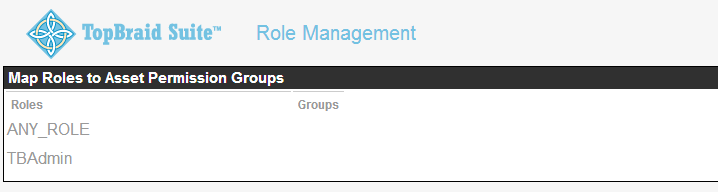 TopBraid Suite™ Role Management
Map Roles to Asset Permission Groups
Roles Groups
ANY_ROLE
TBAdmin